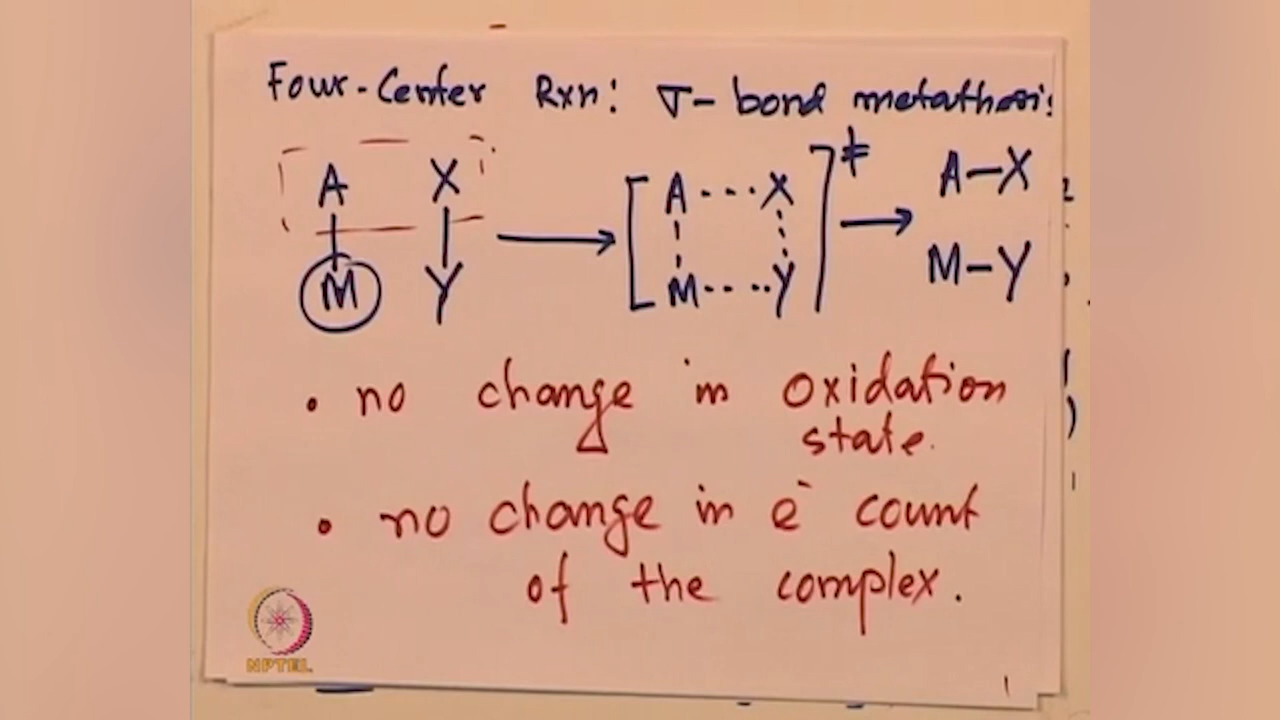 Four-Center Rxn: σ-bond metathesis
A X A---X ‡ A-X
M Y M----Y M-Y
• no change in oxidation
state.
• no change in e⁻ count
of the complex.
NPTEL